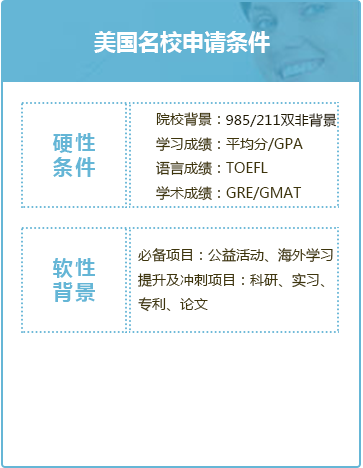 美国名校申请条件
硬性
条件
院校背景：985/211双非背景
学习成绩：平均分/GPA
语言成绩：TOEFL
学术成绩：GRE/GMAT
软性
背景
必备项目：公益活动、海外学习
提升及冲刺项目：科研、实习、
专利、论文